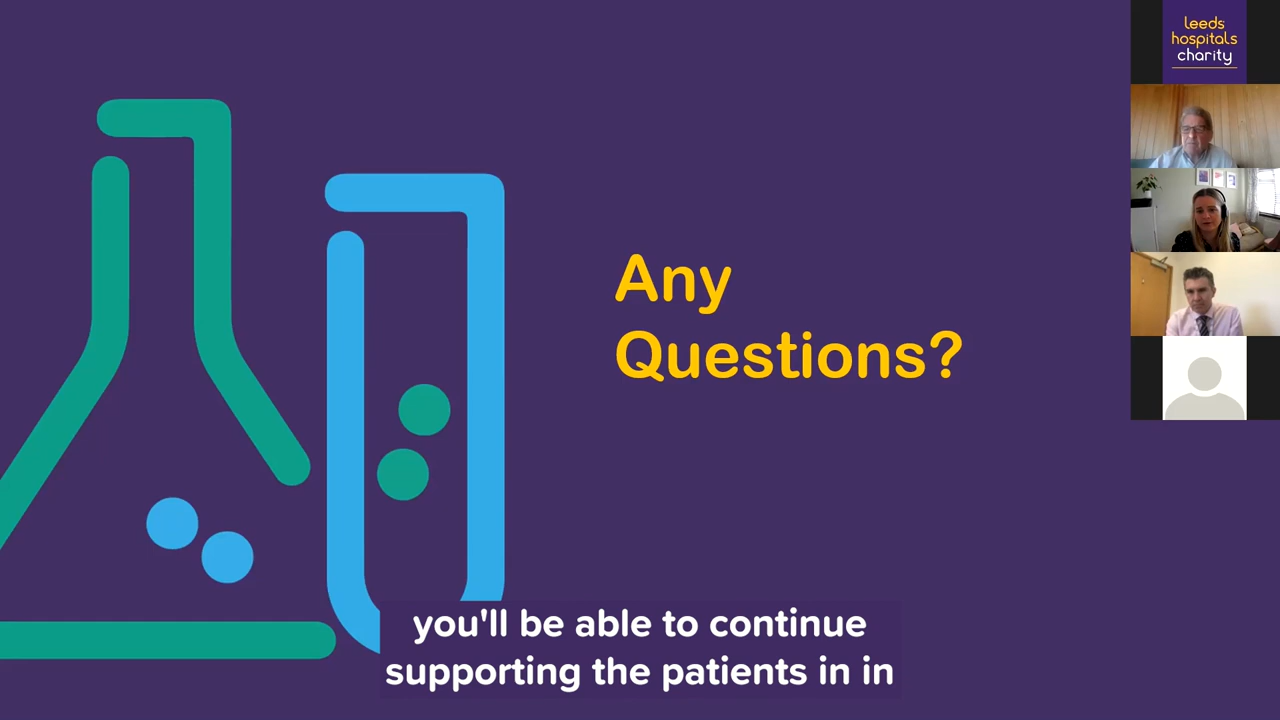 leeds
hospitals
charity
Any
Questions?
you'll be able to continue
supporting the patients in in